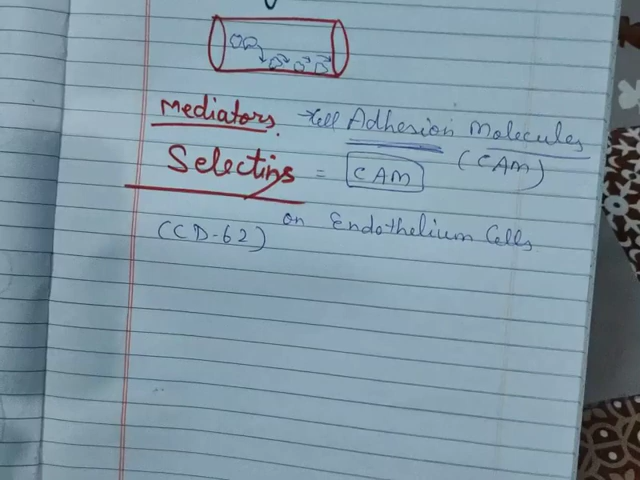 Mediators. → Cell Adhesion Molecules
(CAM)
Selectins = CAM
(CD-62) on Endothelium Cells